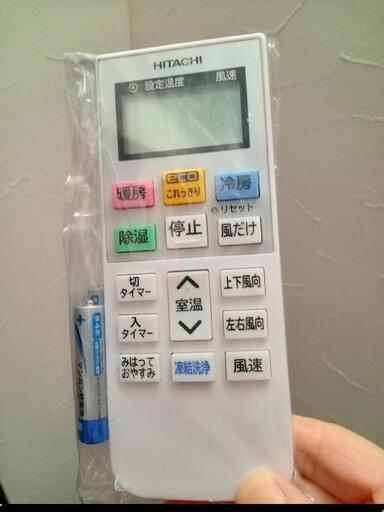 HITACHI
設定温度 風速
暖房
eco
これっきり
冷房
リセット
除湿
停止
風だけ
切
タイマー
室温
上下風向
入
タイマー
左右風向
みはって
おやすみ
凍結洗浄
風速